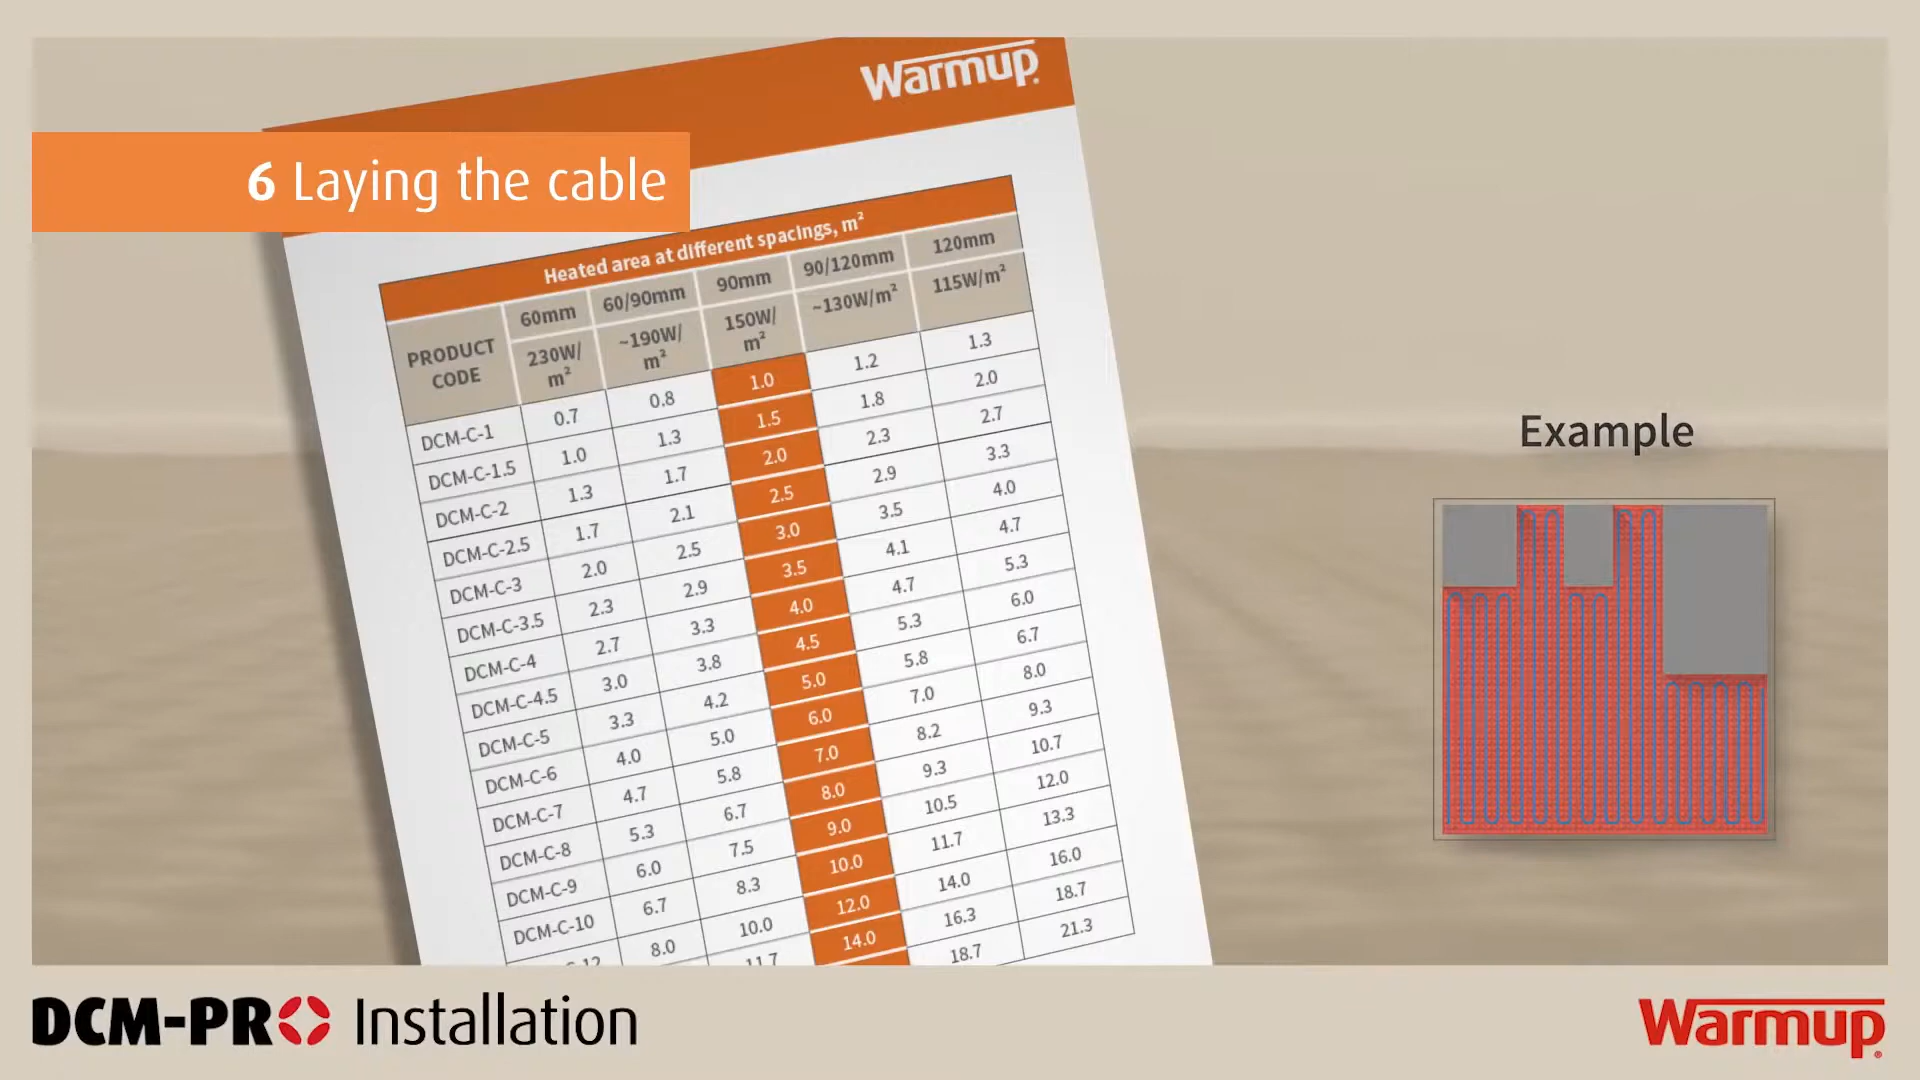 Warmup
6 Laying the cable
Heated area at different spacings, m²
PRODUCT CODE 60mm 60/90mm 90mm 90/120mm 120mm
230W/m² ~190W/m² 150W/m² ~130W/m² 115W/m²
DCM-C-1 0.7 0.8 1.0 1.2 1.3
DCM-C-1.5 1.0 1.3 1.5 1.8 2.0
DCM-C-2 1.3 1.7 2.0 2.3 2.7
DCM-C-2.5 1.7 2.1 2.5 2.9 3.3
DCM-C-3 2.0 2.5 3.0 3.5 4.0
DCM-C-3.5 2.3 2.9 3.5 4.1 4.7
DCM-C-4 2.7 3.3 4.0 4.7 5.3
DCM-C-4.5 3.0 3.8 4.5 5.3 6.0
DCM-C-5 3.3 4.2 5.0 5.8 6.7
DCM-C-6 4.0 5.0 6.0 7.0 8.0
DCM-C-7 4.7 5.8 7.0 8.2 9.3
DCM-C-8 5.3 6.7 8.0 9.3 10.7
DCM-C-9 6.0 7.5 9.0 10.5 12.0
DCM-C-10 6.7 8.3 10.0 11.7 13.3
8.0 10.0 12.0 14.0 16.0
11.7 14.0 16.3 18.7
18.7 21.3
Example
DCM-PRO Installation
Warmup